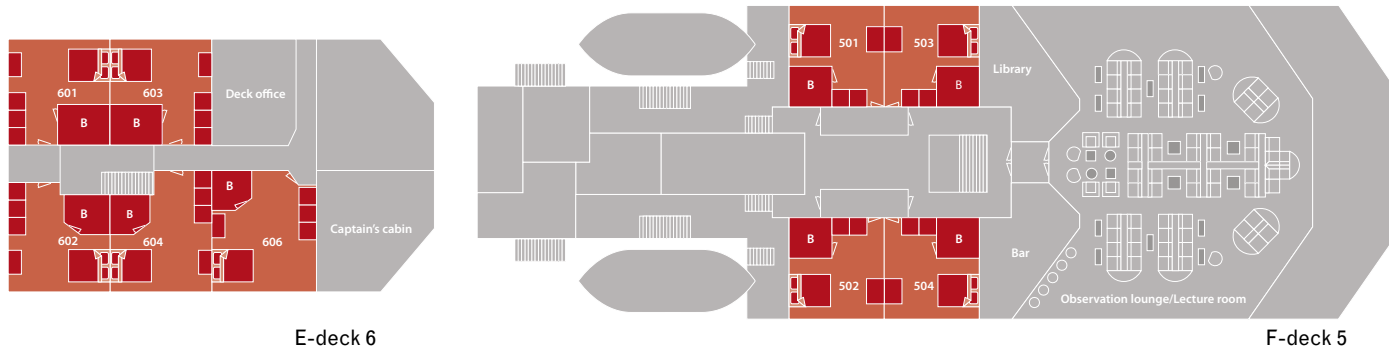 601
603
B
B
Deck office
B
B
B
602
604
606
Captain's cabin
E-deck 6
501
503
B
B
Library
B
B
502
504
Bar
Observation lounge/Lecture room
F-deck 5